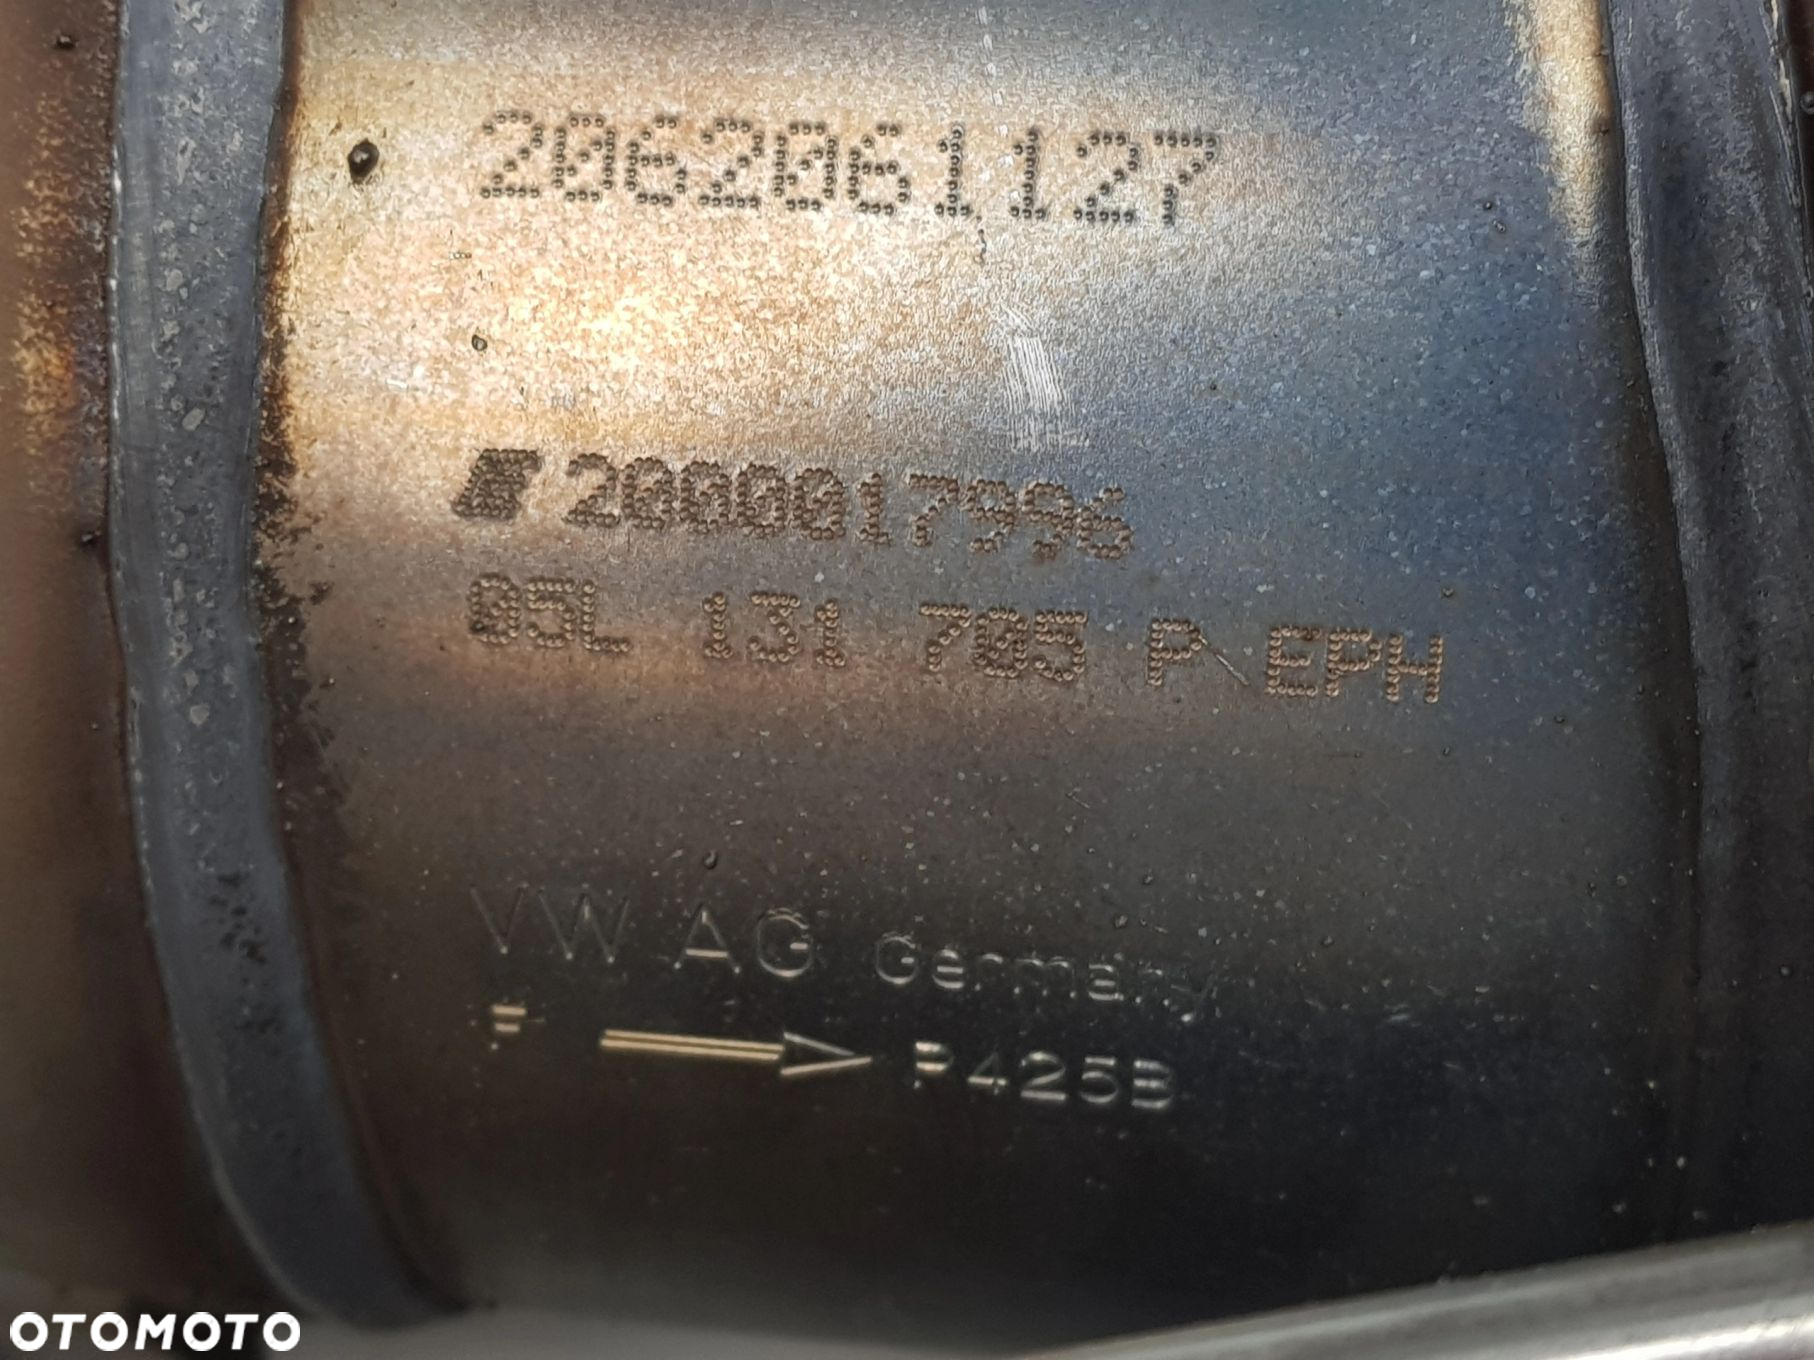 2062061127
2000017996
05L 131 705 P EPH
VW AG Germany
F P425B
OTOMOTO